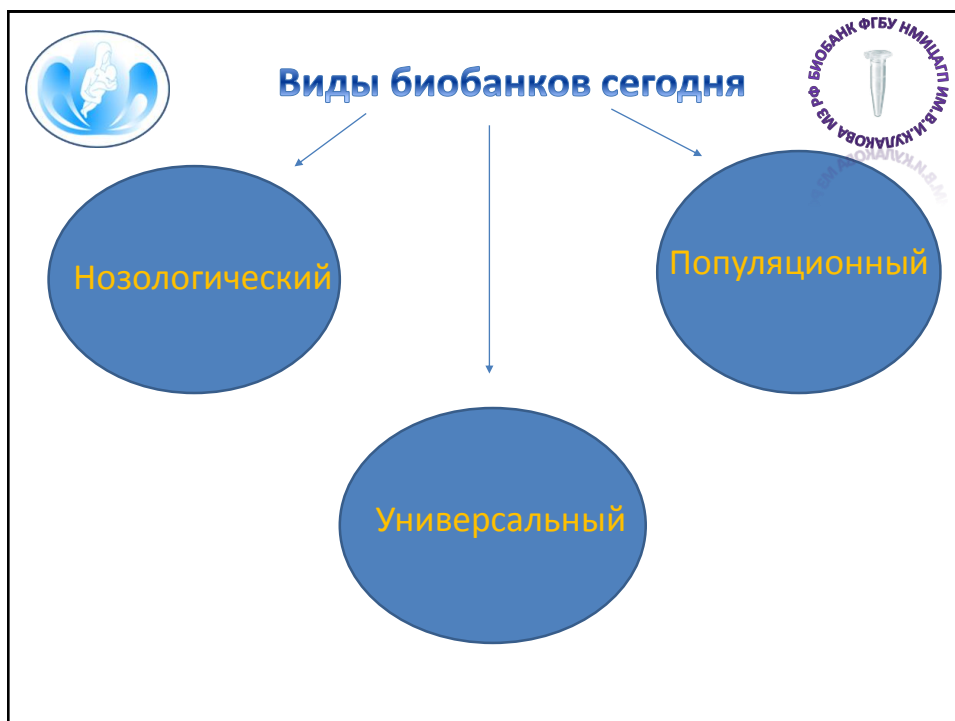 Виды биобанков сегодня
БИОБАНК ФГБУ НМИЦАГП ИМ.В.И.КУЛАКОВА МЗ РФ
Нозологический
Популяционный
Универсальный